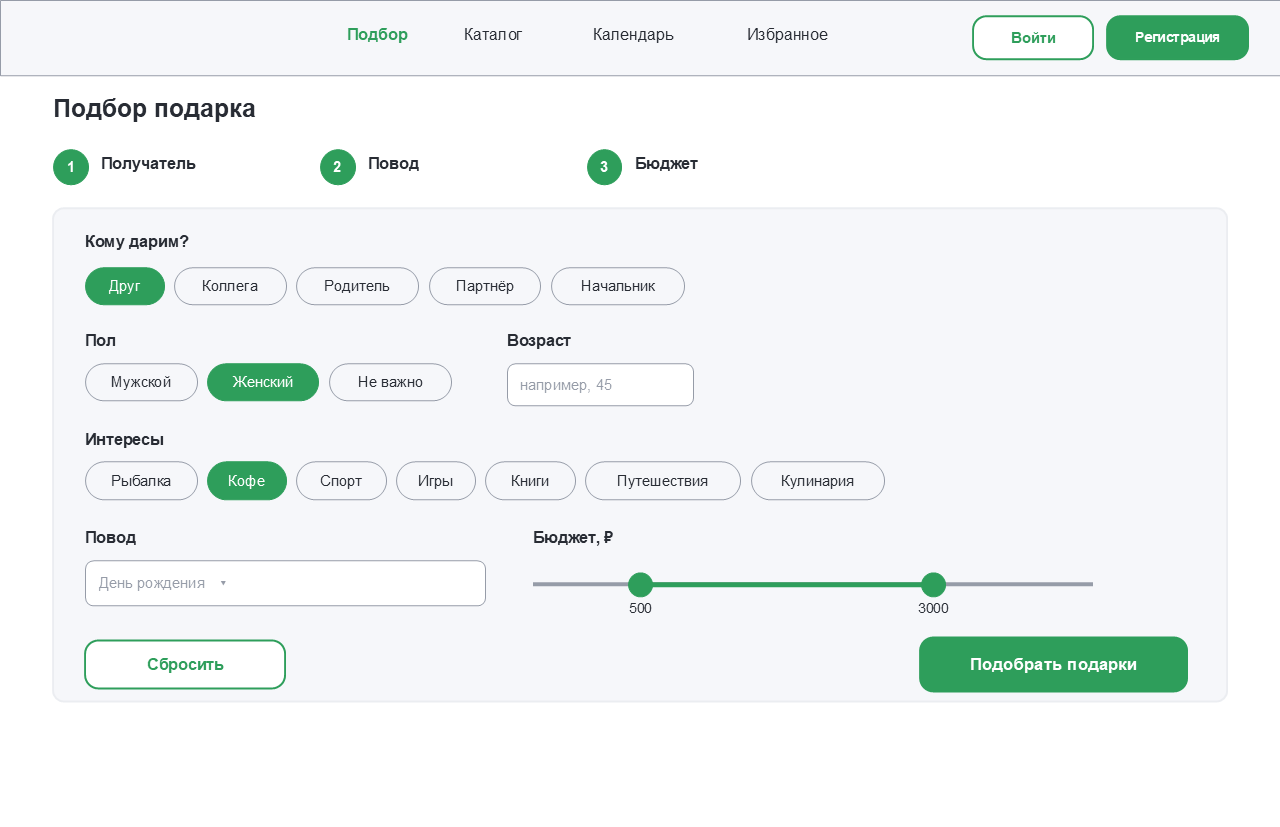 Подбор Каталог Календарь Избранное Войти Регистрация
Подбор подарка
1 Получатель 2 Повод 3 Бюджет
Кому дарим?
Друг Коллега Родитель Партнёр Начальник
Пол Возраст
Мужской Женский Не важно например, 45
Интересы
Рыбалка Кофе Спорт Игры Книги Путешествия Кулинария
Повод Бюджет, ₽
День рождения ▾
500 3000
Сбросить Подобрать подарки